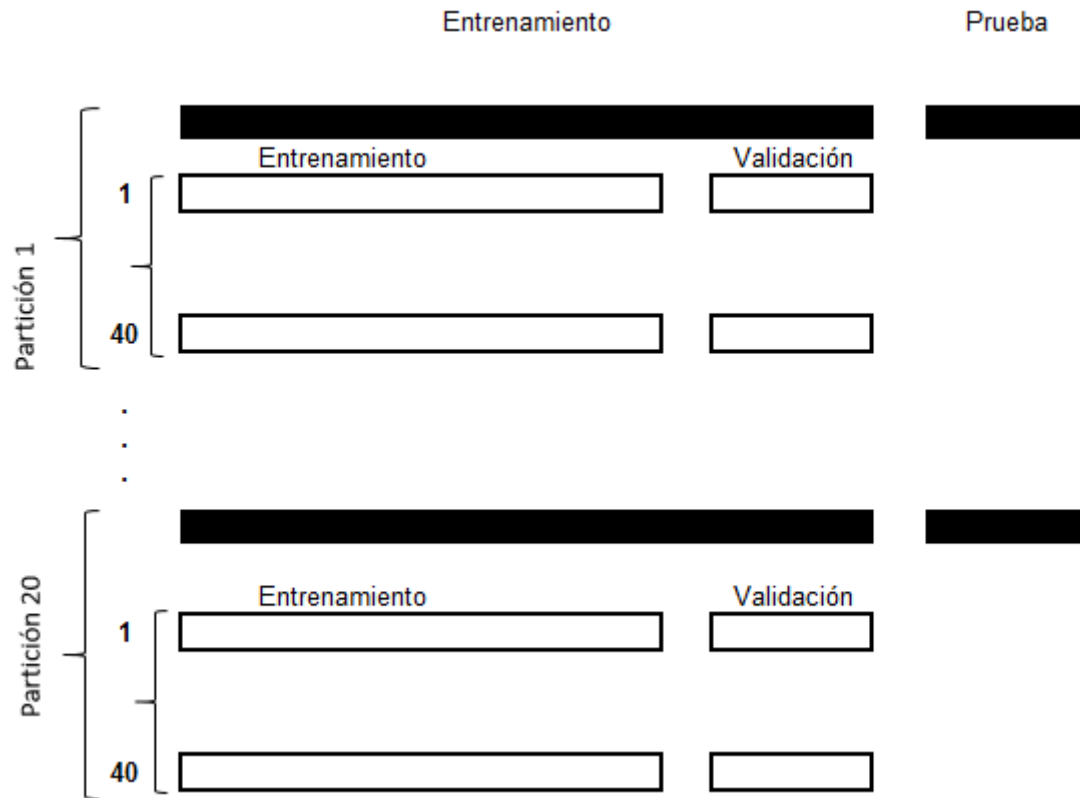 Entrenamiento Prueba
Partición 1
Entrenamiento Validación
1
40
.
.
.
Partición 20
Entrenamiento Validación
1
40